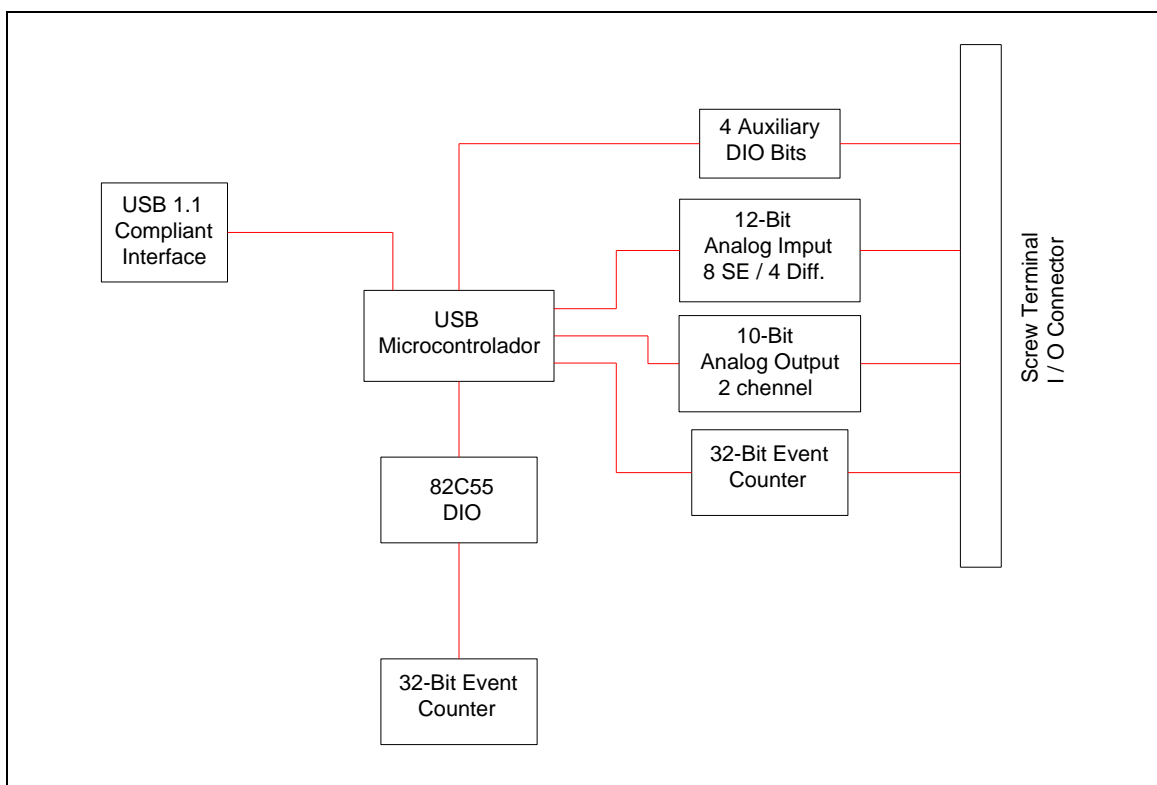 4 Auxiliary
DIO Bits
USB 1.1
Compliant
Interface
12-Bit
Analog Imput
8 SE / 4 Diff.
USB
Microcontrolador
10-Bit
Analog Output
2 chennel
Screw Terminal
I / O Connector
32-Bit Event
Counter
82C55
DIO
32-Bit Event
Counter